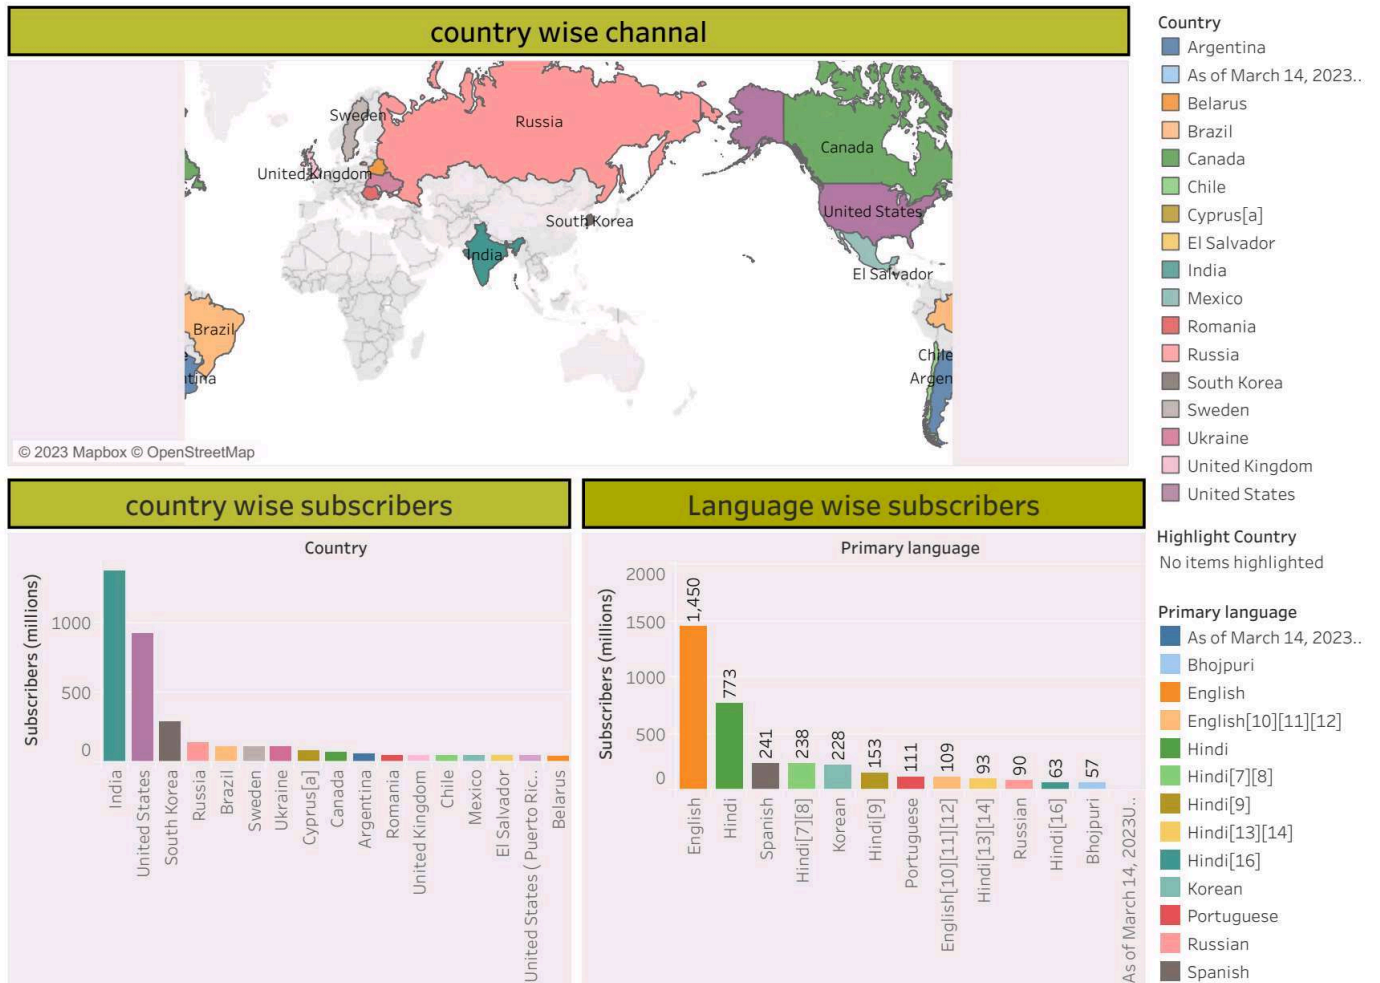 country wise channal
Sweden
Russia
United Kingdom
South Korea
India
Canada
United States
El Salvador
Brazil
tina
Chile
Argen
© 2023 Mapbox © OpenStreetMap
Country
Argentina
As of March 14, 2023..
Belarus
Brazil
Canada
Chile
Cyprus[a]
El Salvador
India
Mexico
Romania
Russia
South Korea
Sweden
Ukraine
United Kingdom
United States
Highlight Country
No items highlighted
country wise subscribers
Country
Subscribers (millions)
1000
500
0
India
United States
South Korea
Russia
Brazil
Sweden
Ukraine
Cyprus[a]
Canada
Argentina
Romania
United Kingdom
Chile
Mexico
El Salvador
United States ( Puerto Ric..
Belarus
Language wise subscribers
Primary language
Subscribers (millions)
2000
1500
1000
500
0
1,450
773
241
238
228
153
111
109
93
90
63
57
English
Hindi
Spanish
Hindi[7][8]
Korean
Hindi[9]
Portuguese
English[10][11][12]
Hindi[13][14]
Russian
Hindi[16]
Bhojpuri
As of March 14, 2023U..
Primary language
As of March 14, 2023..
Bhojpuri
English
English[10][11][12]
Hindi
Hindi[7][8]
Hindi[9]
Hindi[13][14]
Hindi[16]
Korean
Portuguese
Russian
Spanish